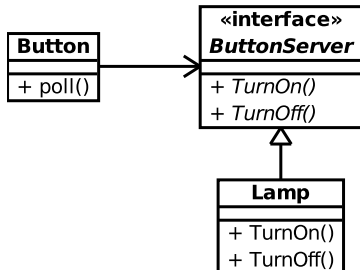 Button
+ poll()
«interface»
ButtonServer
+ TurnOn()
+ TurnOff()
Lamp
+ TurnOn()
+ TurnOff()